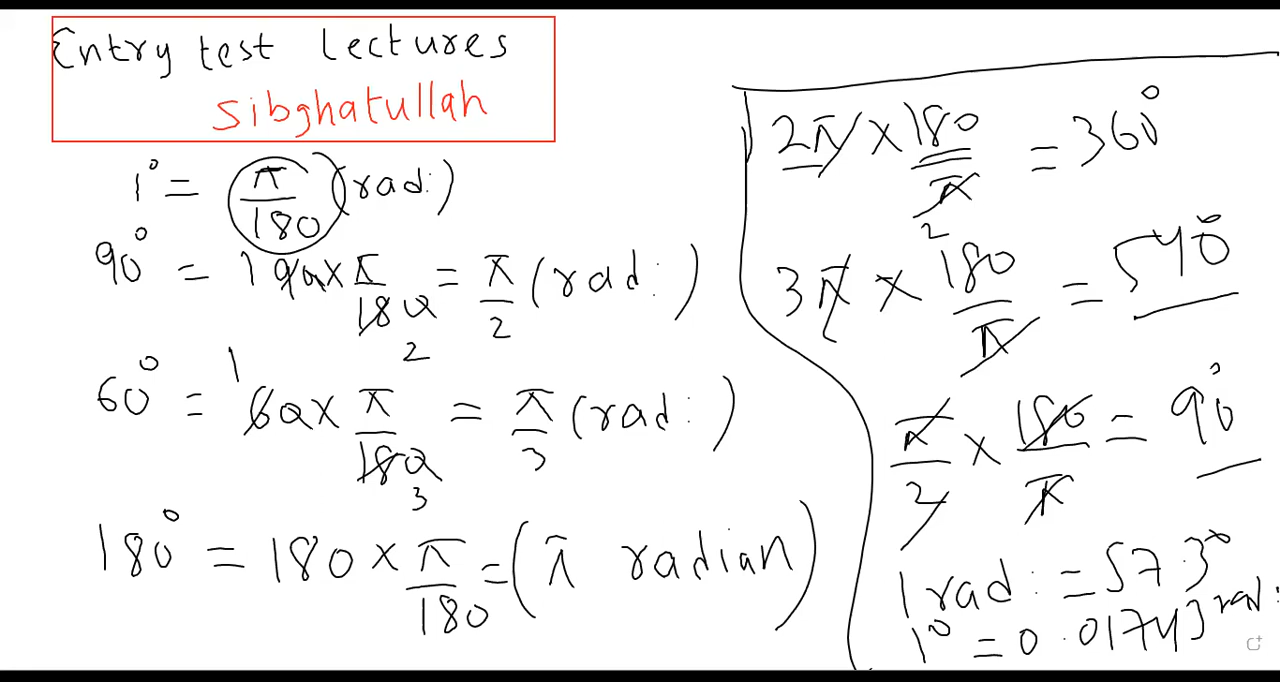 Entry test Lectures
Sibghatullah
1° = π/180 (rad:)
90° = 90 × π/180 = π/2 (rad:)
60° = 60 × π/180 = π/3 (rad:)
180° = 180 × π/180 = (π radian)
2π × 180/π = 360°
3π × 180/π = 540°
π/2 × 180/π = 90°
1 rad: = 57.3°
1° = 0.01743 rad: